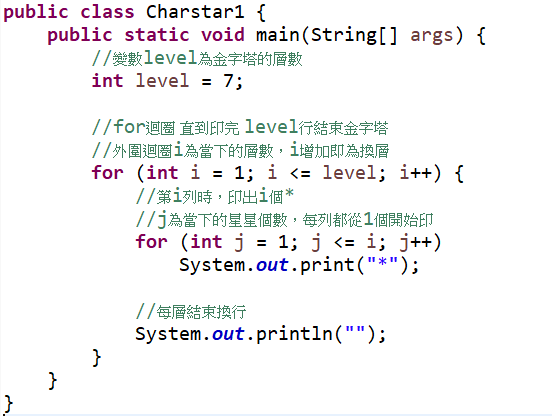 public class Charstar1 {
public static void main(String[] args) {
//變數level為金字塔的層數
int level = 7;
//for迴圈 直到印完 level行結束金字塔
//外圍迴圈i為當下的層數，i增加即為換層
for (int i = 1; i <= level; i++) {
//第i列時，印出i個*
//j為當下的星星個數，每列都從1個開始印
for (int j = 1; j <= i; j++)
System.out.print("*");
//每層結束換行
System.out.println("");
}
}
}